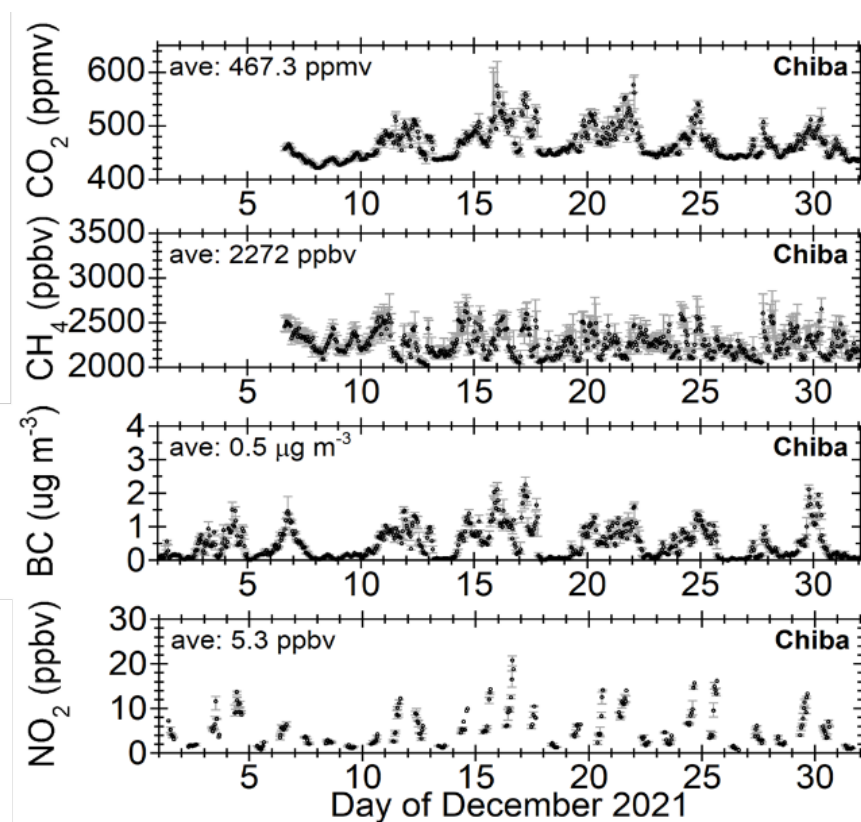 CO₂ (ppmv)
600
500
400
ave: 467.3 ppmv
Chiba
5 10 15 20 25 30
CH₄ (ppbv)
3500
3000
2500
2000
ave: 2272 ppbv
Chiba
5 10 15 20 25 30
BC (ug m⁻³)
4
3
2
1
0
ave: 0.5 μg m⁻³
Chiba
5 10 15 20 25 30
NO₂ (ppbv)
30
20
10
0
ave: 5.3 ppbv
Chiba
5 10 15 20 25 30
Day of December 2021